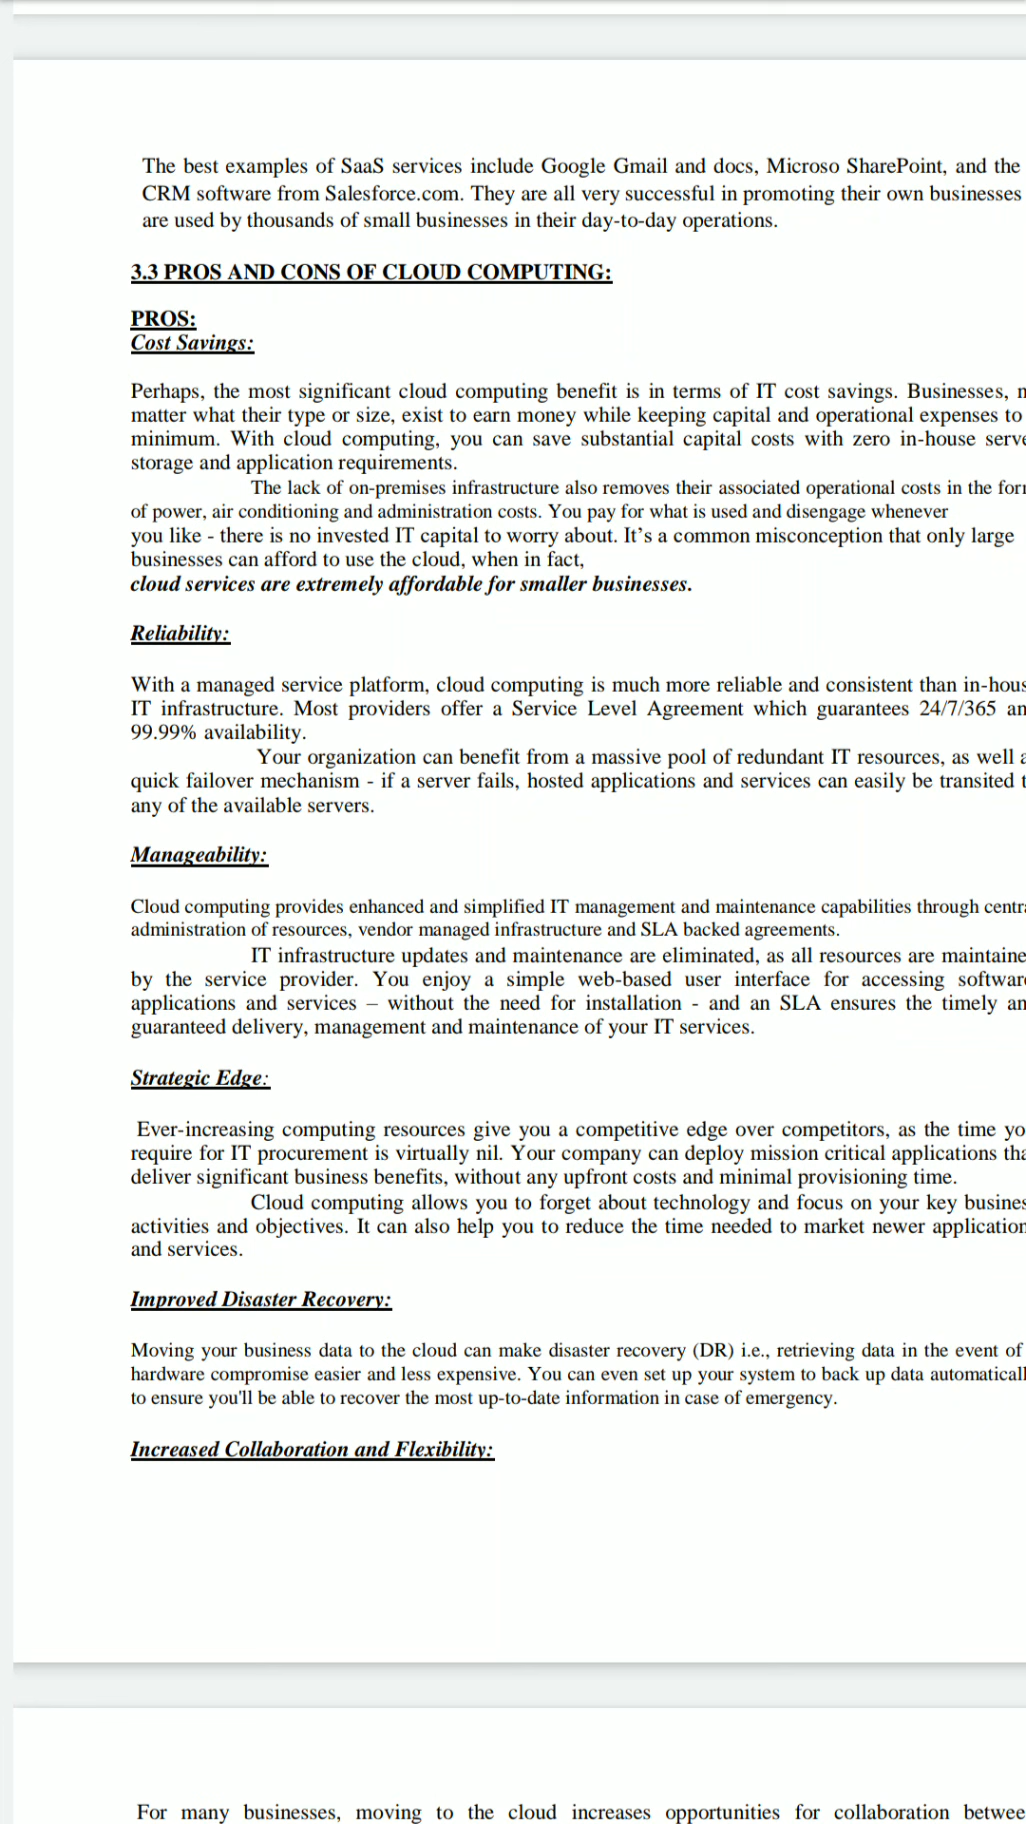 The best examples of SaaS services include Google Gmail and docs, Microso SharePoint, and the
CRM software from Salesforce.com. They are all very successful in promoting their own businesses
are used by thousands of small businesses in their day-to-day operations.
3.3 PROS AND CONS OF CLOUD COMPUTING:
PROS:
Cost Savings:
Perhaps, the most significant cloud computing benefit is in terms of IT cost savings. Businesses,
matter what their type or size, exist to earn money while keeping capital and operational expenses to
minimum. With cloud computing, you can save substantial capital costs with zero in-house
storage and application requirements.
The lack of on-premises infrastructure also removes their associated operational costs in the
of power, air conditioning and administration costs. You pay for what is used and disengage whenever
you like - there is no invested IT capital to worry about. It’s a common misconception that only large
businesses can afford to use the cloud, when in fact,
cloud services are extremely affordable for smaller businesses.
Reliability:
With a managed service platform, cloud computing is much more reliable and consistent than
IT infrastructure. Most providers offer a Service Level Agreement which guarantees 24/7/365
99.99% availability.
Your organization can benefit from a massive pool of redundant IT resources, as well
quick failover mechanism - if a server fails, hosted applications and services can easily be transited
any of the available servers.
Manageability:
Cloud computing provides enhanced and simplified IT management and maintenance capabilities through
administration of resources, vendor managed infrastructure and SLA backed agreements.
IT infrastructure updates and maintenance are eliminated, as all resources are
by the service provider. You enjoy a simple web-based user interface for accessing
applications and services – without the need for installation - and an SLA ensures the timely
guaranteed delivery, management and maintenance of your IT services.
Strategic Edge:
Ever-increasing computing resources give you a competitive edge over competitors, as the time
require for IT procurement is virtually nil. Your company can deploy mission critical applications
deliver significant business benefits, without any upfront costs and minimal provisioning time.
Cloud computing allows you to forget about technology and focus on your key
activities and objectives. It can also help you to reduce the time needed to market newer
and services.
Improved Disaster Recovery:
Moving your business data to the cloud can make disaster recovery (DR) i.e., retrieving data in the event of
hardware compromise easier and less expensive. You can even set up your system to back up data
to ensure you'll be able to recover the most up-to-date information in case of emergency.
Increased Collaboration and Flexibility:
For many businesses, moving to the cloud increases opportunities for collaboration